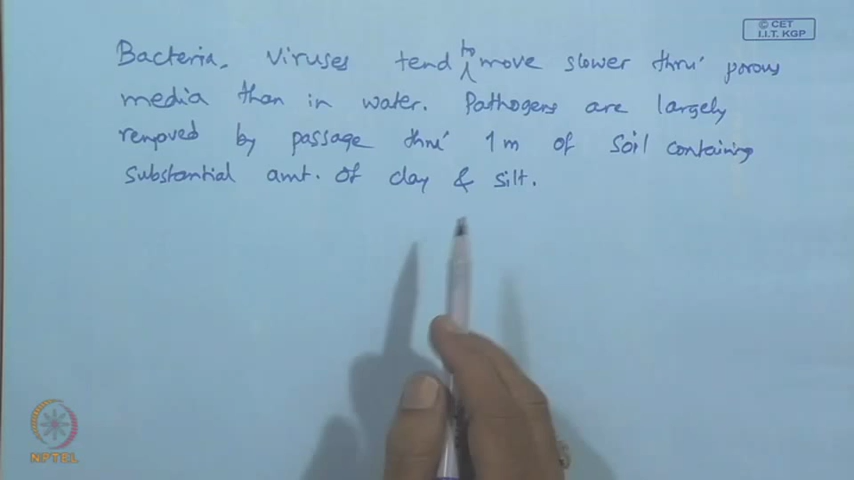 © CET
I.I.T. KGP
Bacteria, viruses tend to move slower thru' porous
media than in water. Pathogens are largely
removed by passage thru' 1 m of soil containing
substantial amt. of clay & silt.
NPTEL